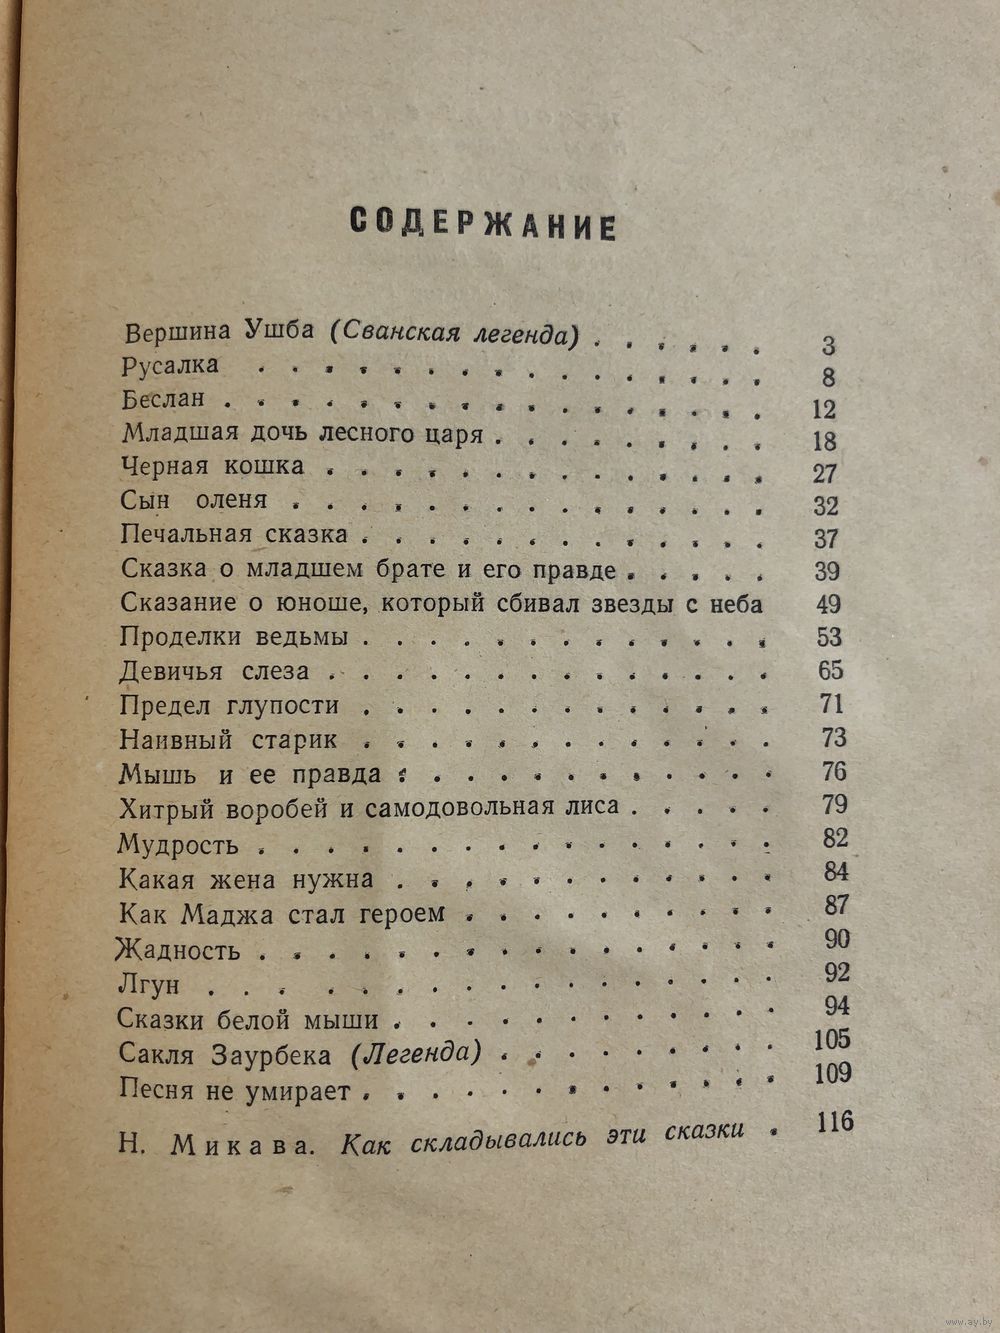 СОДЕРЖАНИЕ
Вершина Ушба (Сванская легенда) . . . . . . 3
Русалка . . . . . . . . . . . . . . . 8
Беслан . . . . . . . . . . . . . . . . 12
Младшая дочь лесного царя . . . . . . . . . 18
Черная кошка . . . . . . . . . . . . . 27
Сын оленя . . . . . . . . . . . . . . 32
Печальная сказка . . . . . . . . . . . . 37
Сказка о младшем брате и его правде . . . . . 39
Сказание о юноше, который сбивал звезды с неба 49
Проделки ведьмы . . . . . . . . . . . . 53
Девичья слеза . . . . . . . . . . . . . 65
Предел глупости . . . . . . . . . . . . 71
Наивный старик . . . . . . . . . . . . 73
Мышь и ее правда . . . . . . . . . . . . 76
Хитрый воробей и самодовольная лиса . . . . . 79
Мудрость . . . . . . . . . . . . . . . 82
Какая жена нужна . . . . . . . . . . . . 84
Как Маджа стал героем . . . . . . . . . . 87
Жадность . . . . . . . . . . . . . . . 90
Лгун . . . . . . . . . . . . . . . . 92
Сказки белой мыши . . . . . . . . . . . . 94
Сакля Заурбека (Легенда) . . . . . . . . . 105
Песня не умирает . . . . . . . . . . . . 109
Н. Микава. Как складывались эти сказки . 116
www.ay.by